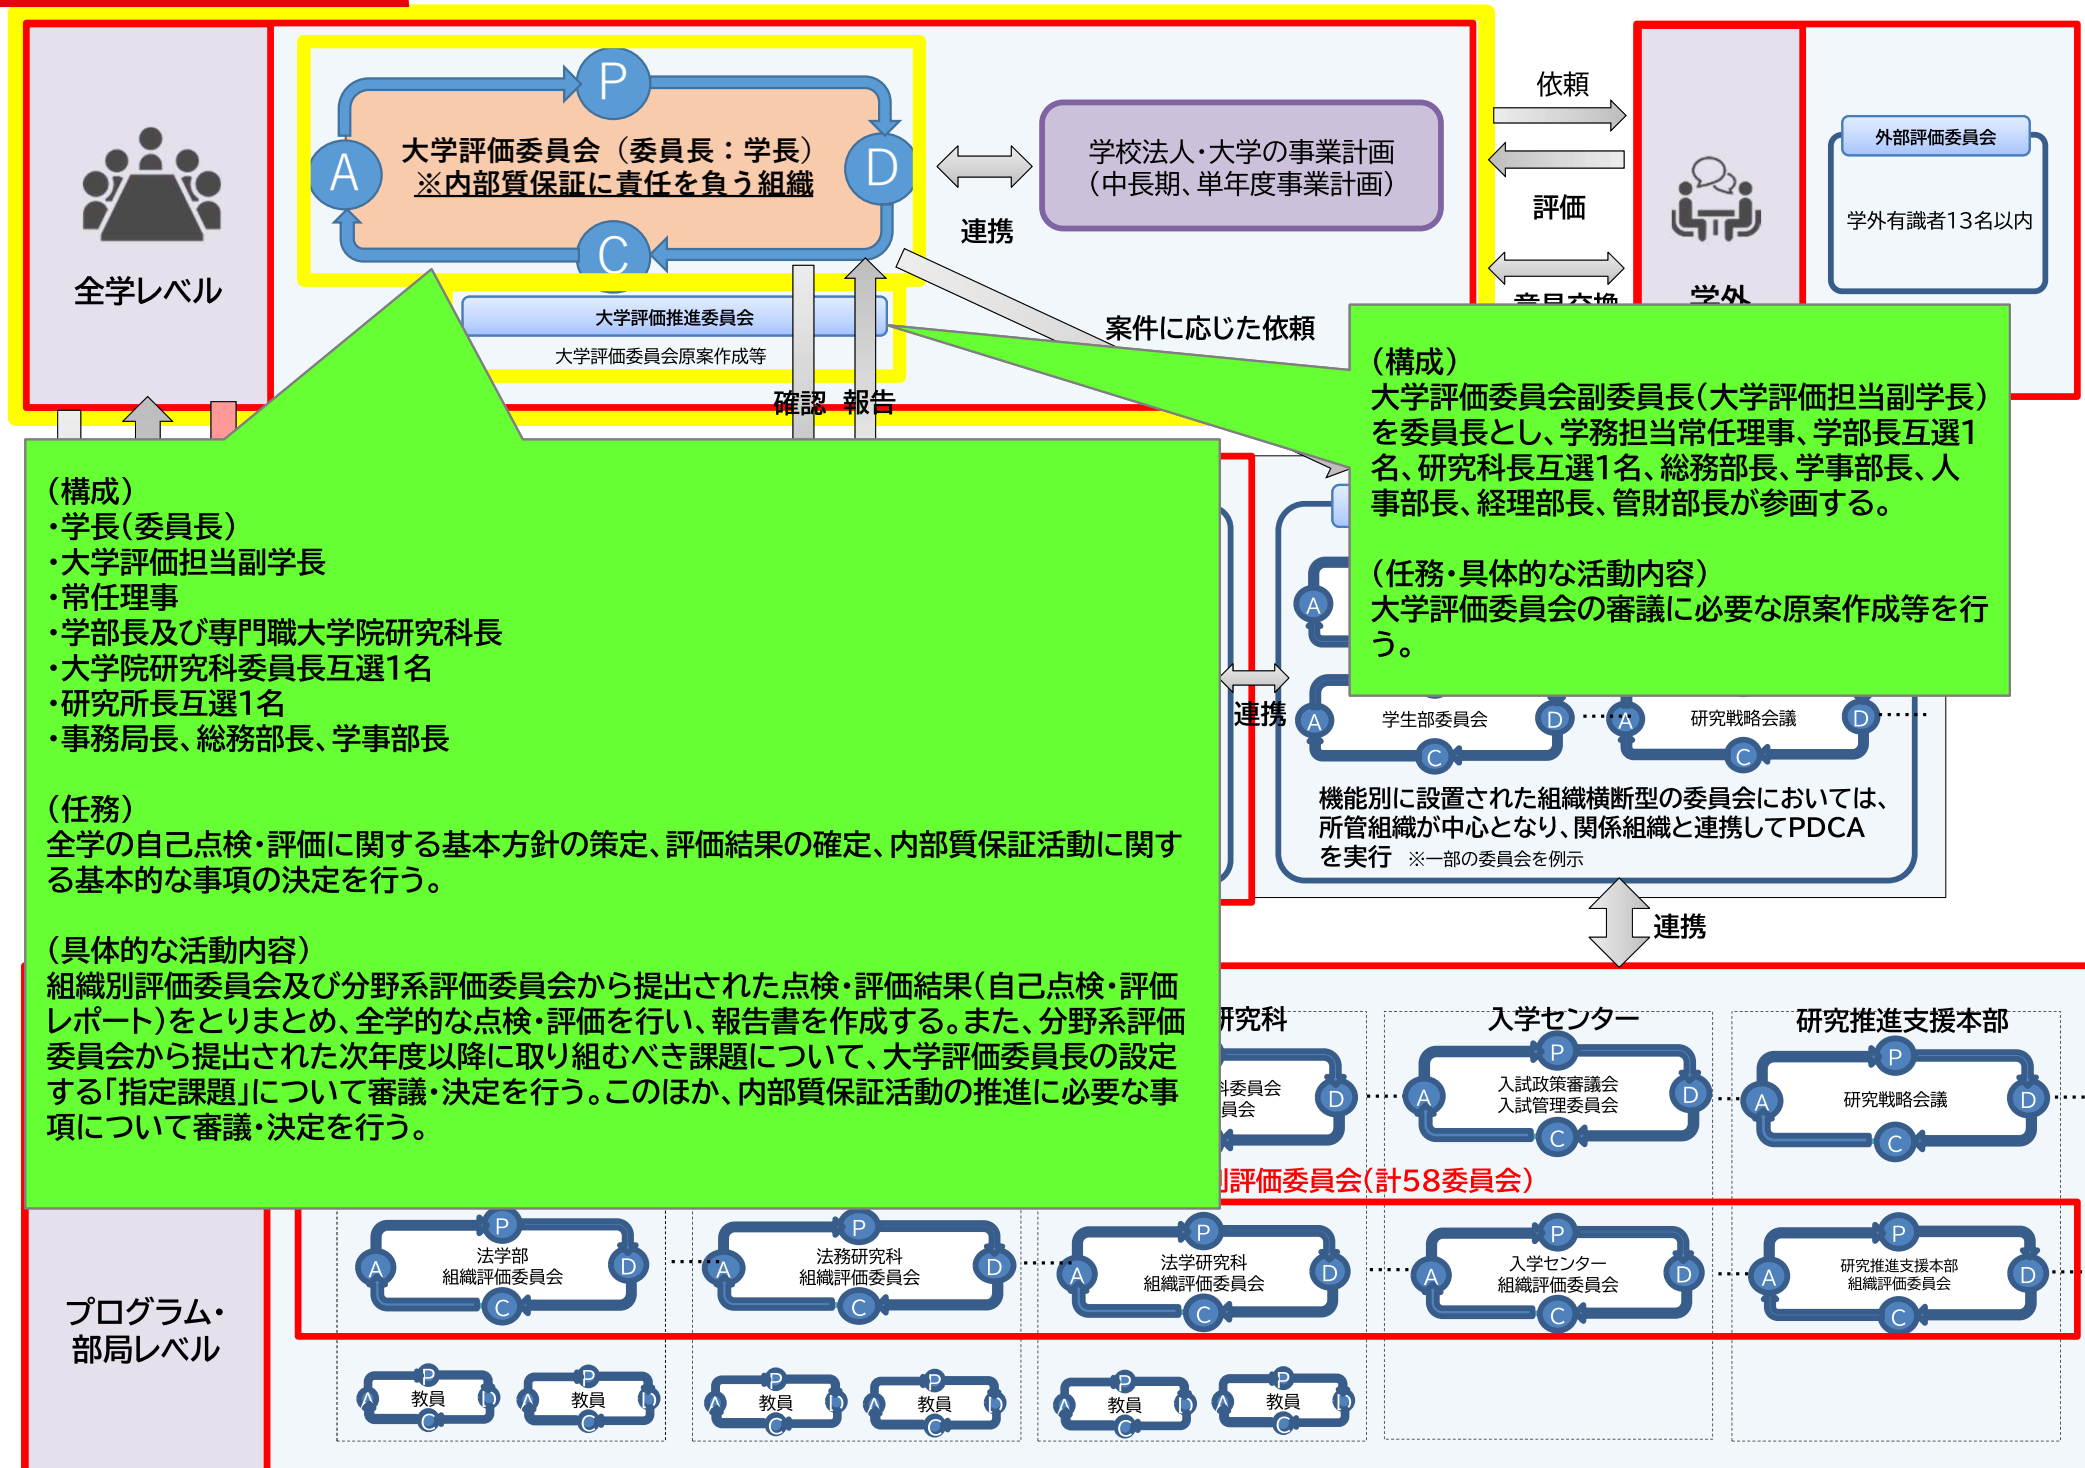 P
A
D
C
大学評価委員会（委員長：学長）
※内部質保証に責任を負う組織
全学レベル
大学評価推進委員会
大学評価委員会原案作成等
連携
学校法人・大学の事業計画
（中長期、単年度事業計画）
依頼
評価
意見交換
学外
外部評価委員会
学外有識者13名以内
案件に応じた依頼
確認
報告
（構成）
大学評価委員会副委員長（大学評価担当副学長）
を委員長とし、学務担当常任理事、学部長互選1
名、研究科長互選1名、総務部長、学事部長、人
事部長、経理部長、管財部長が参画する。
（任務・具体的な活動内容）
大学評価委員会の審議に必要な原案作成等を行
う。
（構成）
・学長（委員長）
・大学評価担当副学長
・常任理事
・学部長及び専門職大学院研究科長
・大学院研究科委員長互選1名
・研究所長互選1名
・事務局長、総務部長、学事部長
（任務）
全学の自己点検・評価に関する基本方針の策定、評価結果の確定、内部質保証活動に関す
る基本的な事項の決定を行う。
（具体的な活動内容）
組織別評価委員会及び分野系評価委員会から提出された点検・評価結果（自己点検・評価
レポート）をとりまとめ、全学的な点検・評価を行い、報告書を作成する。また、分野系評価
委員会から提出された次年度以降に取り組むべき課題について、大学評価委員長の設定
する「指定課題」について審議・決定を行う。このほか、内部質保証活動の推進に必要な事
項について審議・決定を行う。
連携
A
A
学生部委員会
D
C
A
研究戦略会議
D
C
機能別に設置された組織横断型の委員会においては、
所管組織が中心となり、関係組織と連携してPDCA
を実行 ※一部の委員会を例示
連携
研究科
科委員会
員会
D
入学センター
P
A
入試政策審議会
入試管理委員会
D
C
研究推進支援本部
P
A
研究戦略会議
D
C
別評価委員会（計58委員会）
プログラム・
部局レベル
P
A
法学部
組織評価委員会
D
C
P
A
法務研究科
組織評価委員会
D
C
P
A
法学研究科
組織評価委員会
D
C
P
A
入学センター
組織評価委員会
D
C
P
A
研究推進支援本部
組織評価委員会
D
C
P
A
教員
D
C
P
A
教員
D
C
P
A
教員
D
C
P
A
教員
D
C
P
A
教員
D
C
P
A
教員
D
C